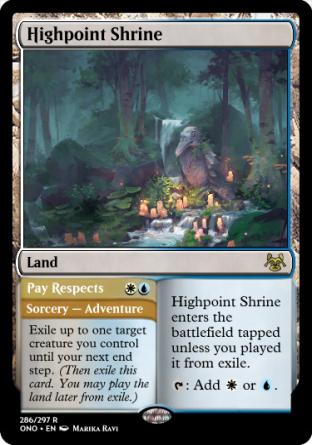 Highpoint Shrine
Land
Pay Respects
Sorcery — Adventure
Exile up to one target
creature you control
until your next end
step. (Then exile this
card. You may play the
land later from exile.)
Highpoint Shrine
enters the
battlefield tapped
unless you played
it from exile.
: Add or .
286/297 R
ONO • EN Marika Ravi